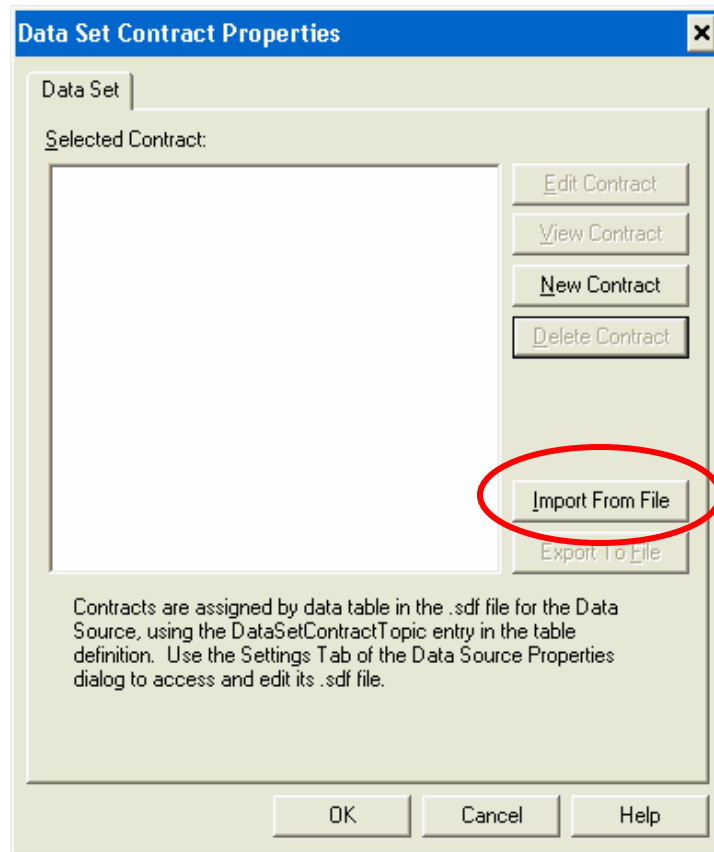 Data Set Contract Properties
Data Set
Selected Contract:
Edit Contract
View Contract
New Contract
Delete Contract
Import From File
Export To File
Contracts are assigned by data table in the .sdf file for the Data
Source, using the DataSetContractTopic entry in the table
definition.  Use the Settings Tab of the Data Source Properties
dialog to access and edit its .sdf file.
OK
Cancel
Help